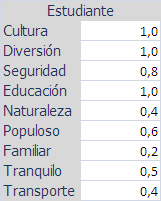 Estudiante
Cultura 1,0
Diversión 1,0
Seguridad 0,8
Educación 1,0
Naturaleza 0,4
Populoso 0,6
Familiar 0,2
Tranquilo 0,5
Transporte 0,4